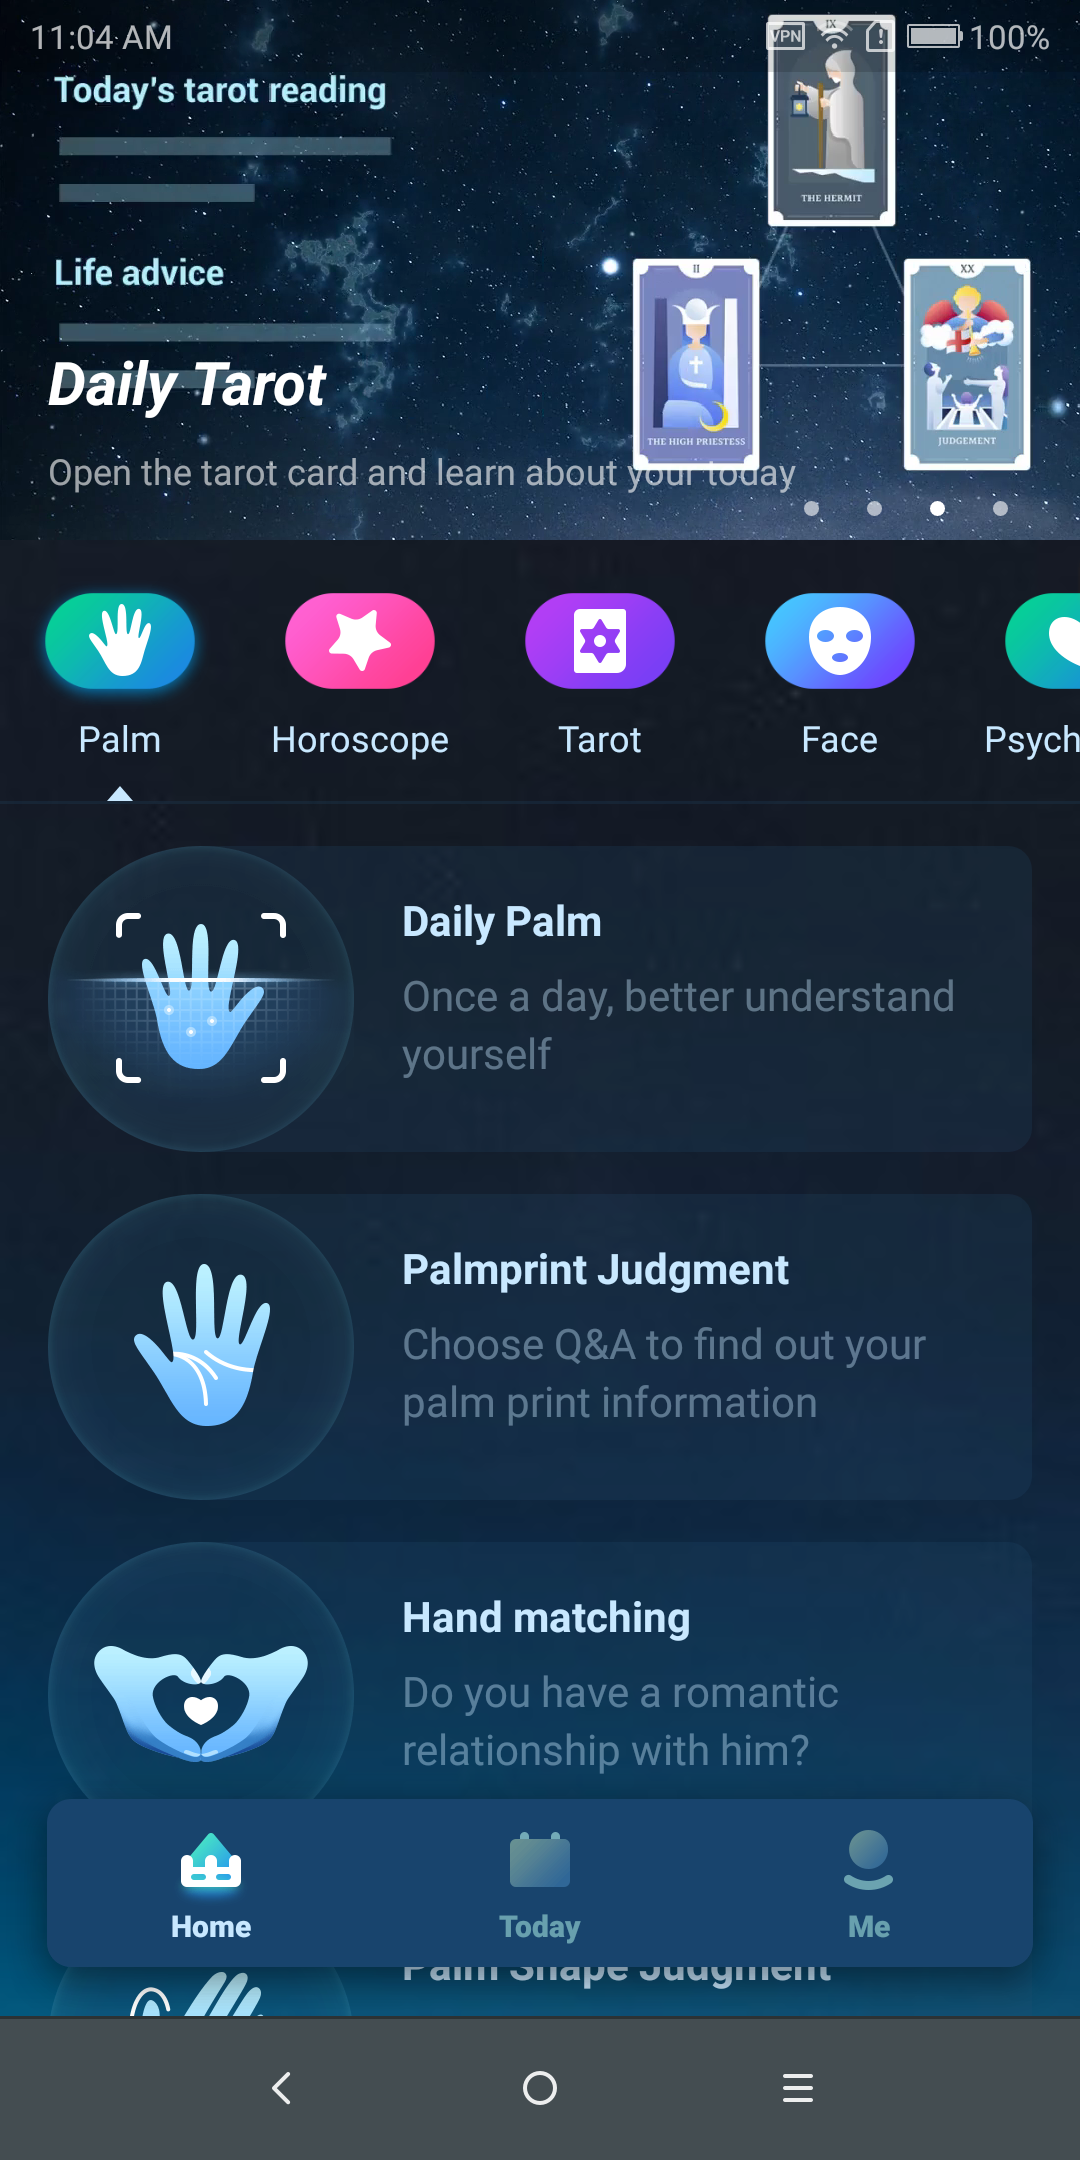 11:04 AM
VPN
100%
Today's tarot reading
Life advice
Daily Tarot
Open the tarot card and learn about your today
IX
THE HERMIT
II
THE HIGH PRIESTESS
XX
JUDGEMENT
Palm
Horoscope
Tarot
Face
Psych
Daily Palm
Once a day, better understand
yourself
Palmprint Judgment
Choose Q&A to find out your
palm print information
Hand matching
Do you have a romantic
relationship with him?
Home
Today
Me
Palm Shape Judgment